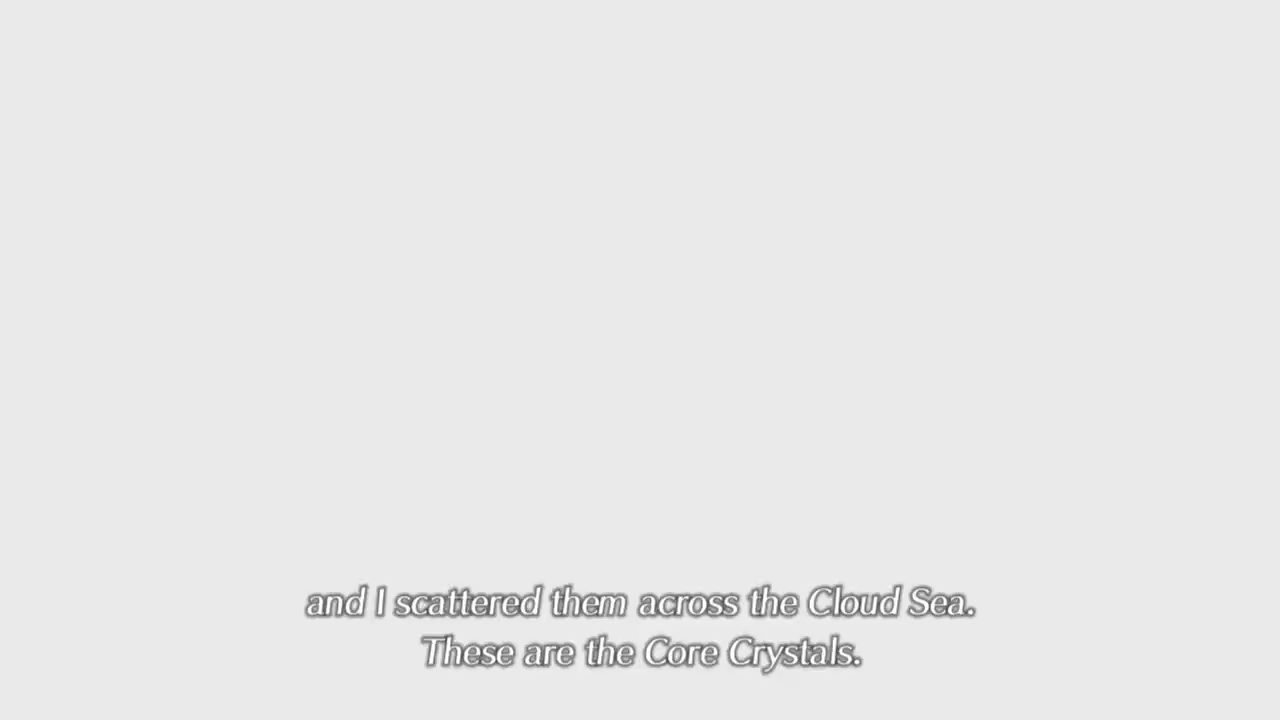 and I scattered them across the Cloud Sea.
These are the Core Crystals.